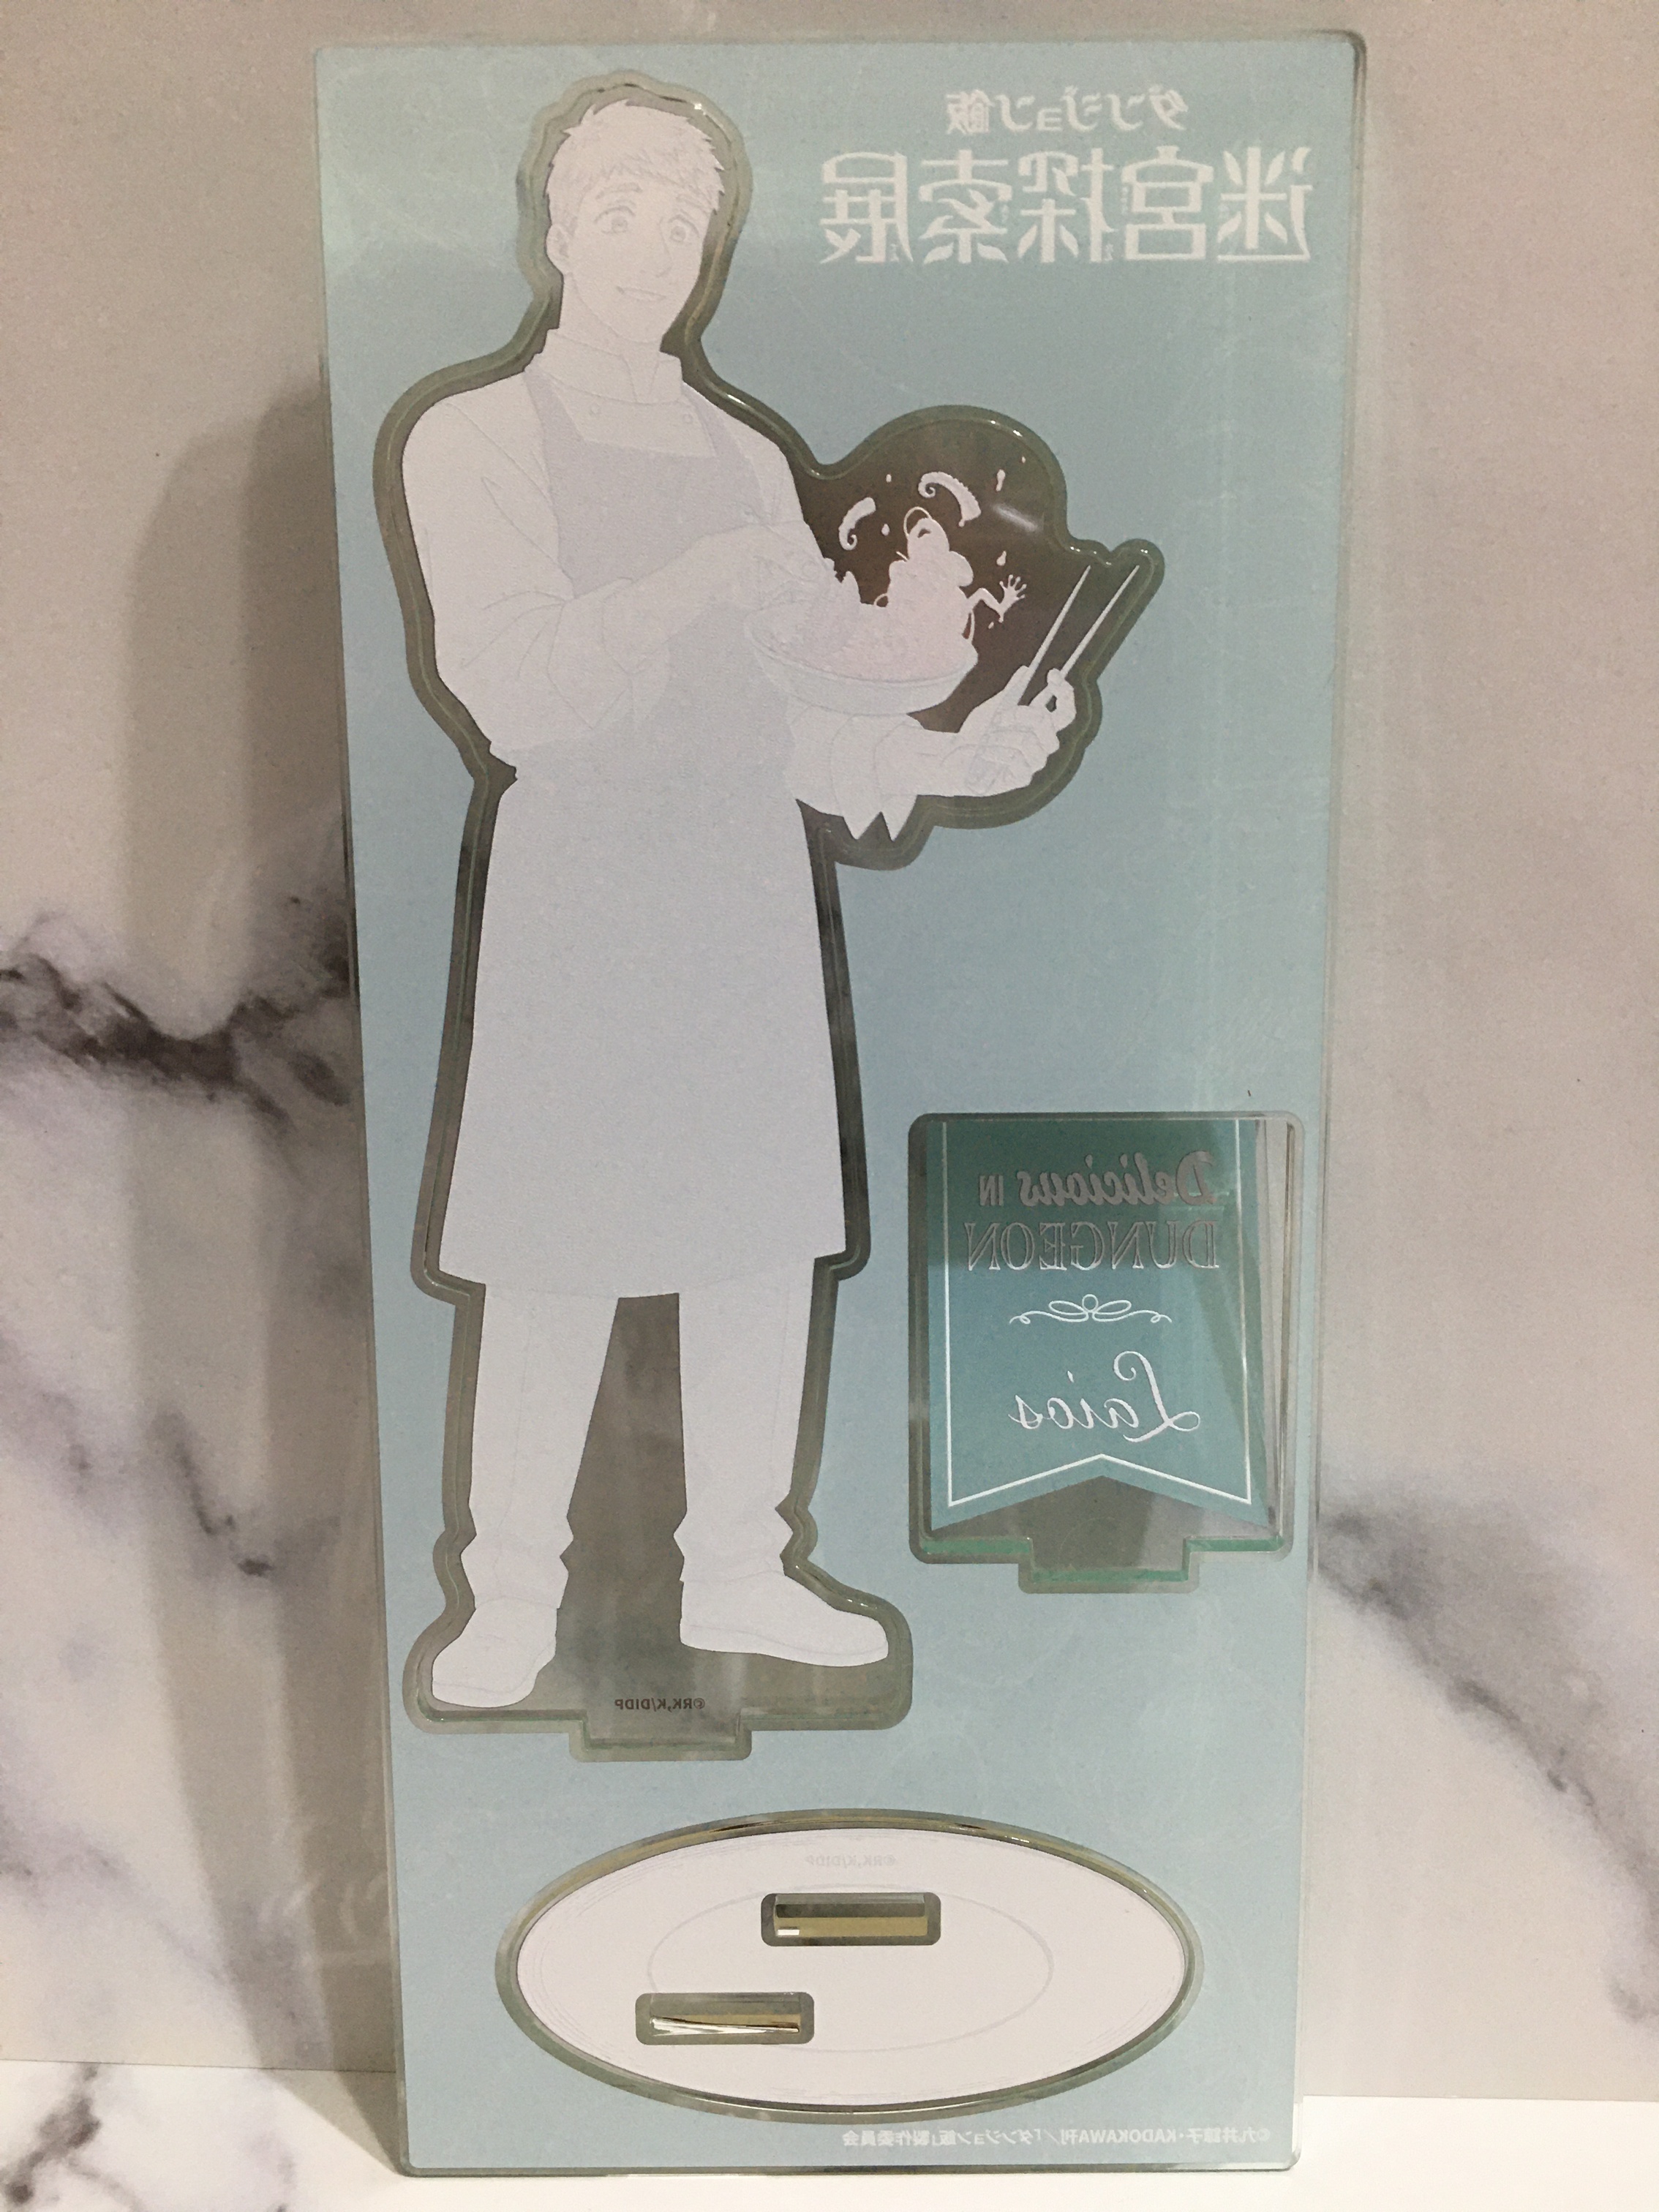 ダンジョン飯
迷宮探索展
Delicious IN
DUNGEON
Laios
©RK,K/DIDP
©RK,K/DIDP
©九井諒子・KADOKAWA刊/「ダンジョン飯」製作委員会